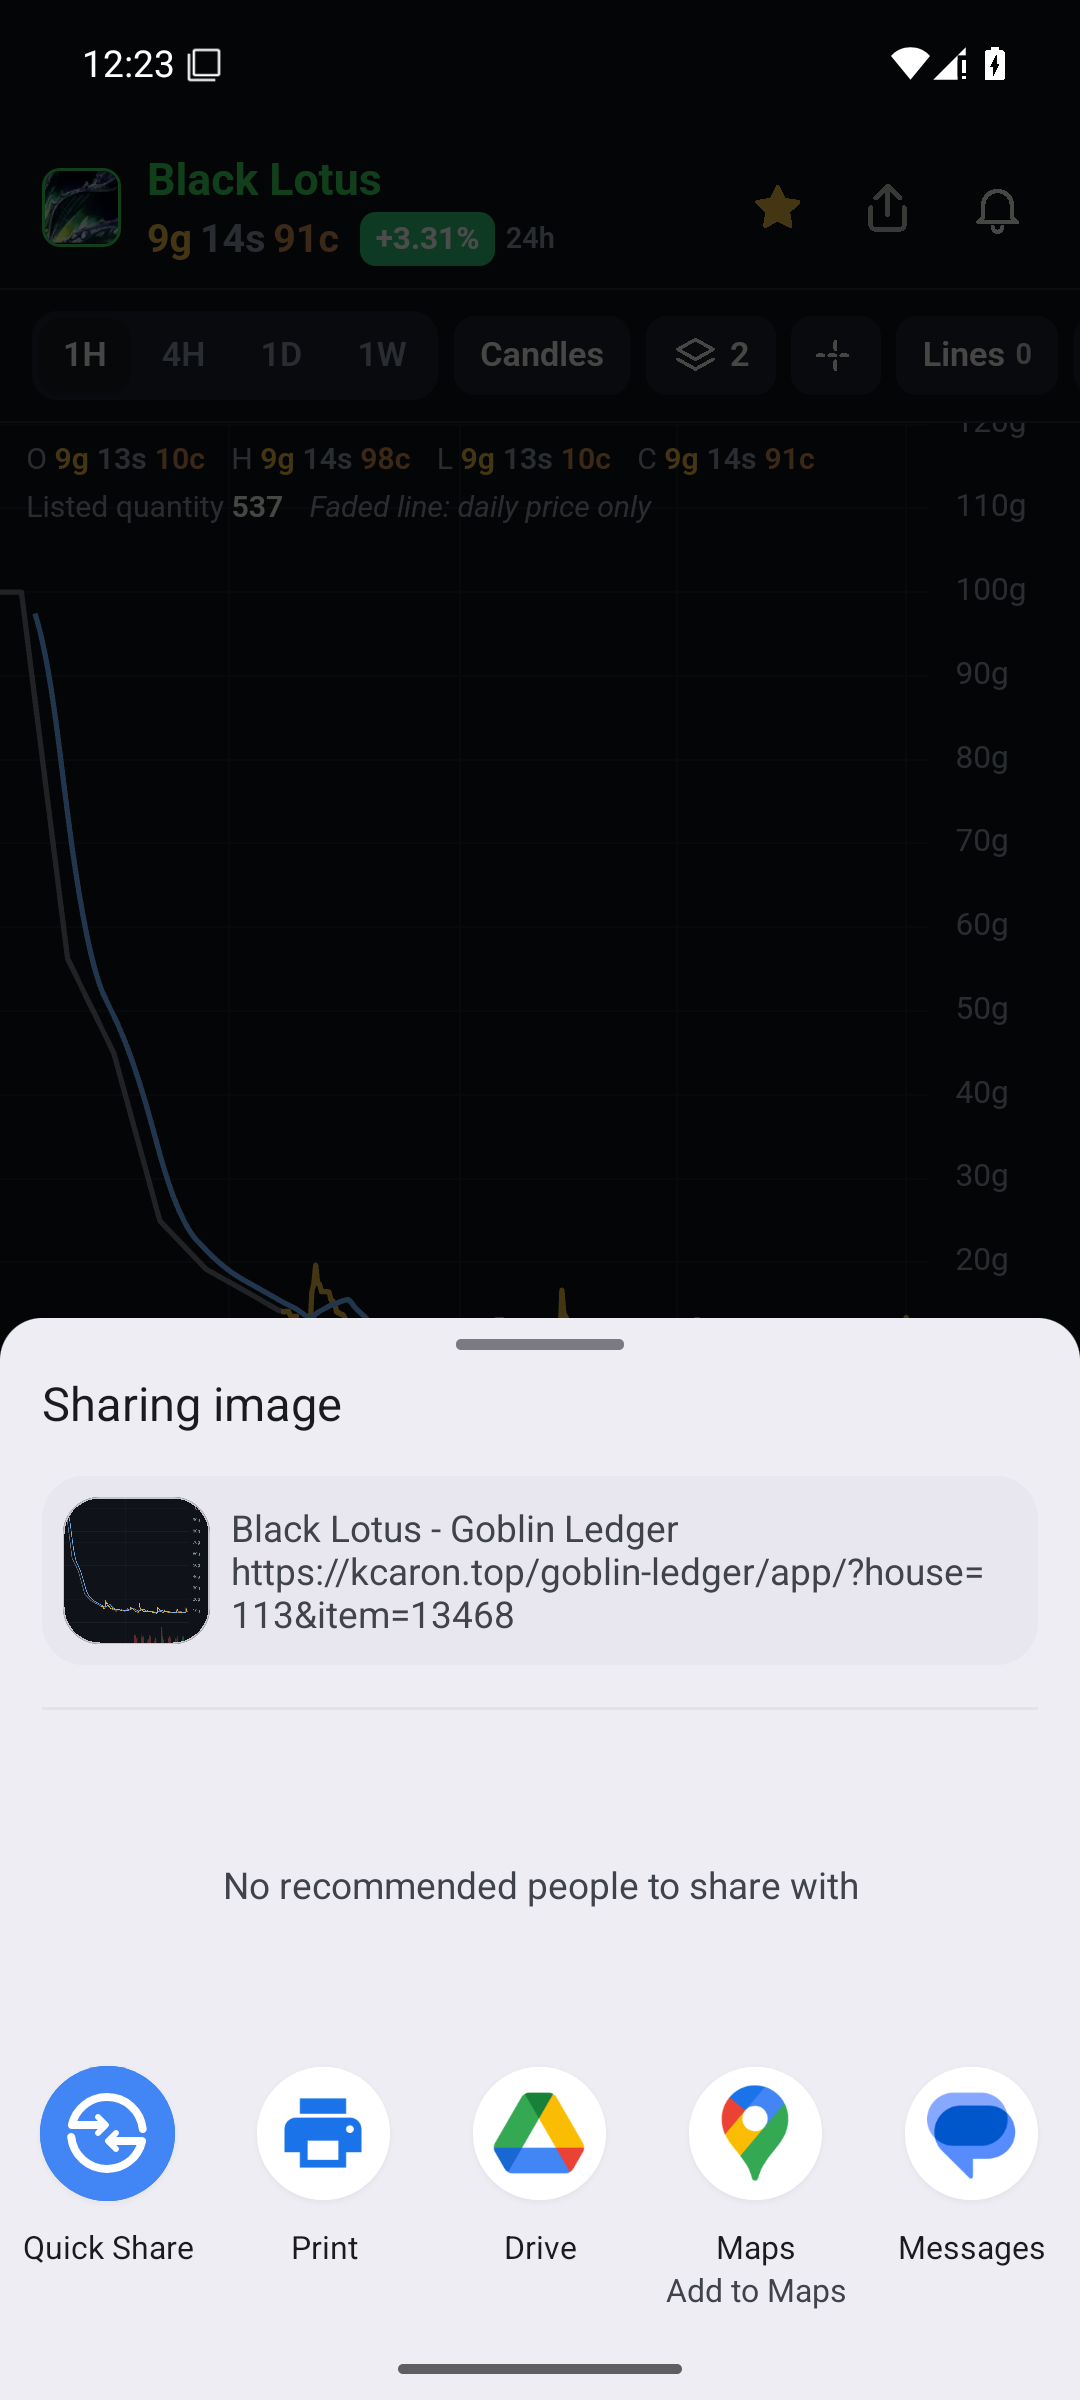 12:23
Black Lotus
9g 14s 91c +3.31% 24h
1H 4H 1D 1W Candles 2 Lines 0
120g
O 9g 13s 10c H 9g 14s 98c L 9g 13s 10c C 9g 14s 91c
Listed quantity 537 Faded line: daily price only
110g
100g
90g
80g
70g
60g
50g
40g
30g
20g
Sharing image
Black Lotus - Goblin Ledger
https://kcaron.top/goblin-ledger/app/?house=
113&item=13468
No recommended people to share with
Quick Share Print Drive Maps Messages
Add to Maps